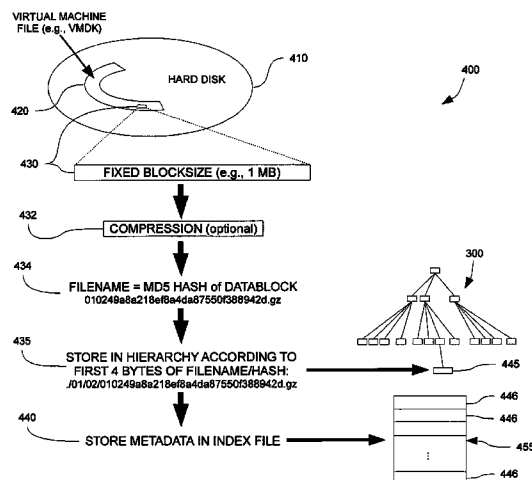 VIRTUAL MACHINE
FILE (e.g., VMDK)
HARD DISK
410
400
420
430
FIXED BLOCKSIZE (e.g., 1 MB)
432
COMPRESSION (optional)
434
FILENAME = MD5 HASH of DATABLOCK
010249a8a218ef8a4da87550f388942d.gz
300
435
STORE IN HIERARCHY ACCORDING TO
FIRST 4 BYTES OF FILENAME/HASH:
./01/02/010249a8a218ef8a4da87550f388942d.gz
445
440
STORE METADATA IN INDEX FILE
446
446
455
446